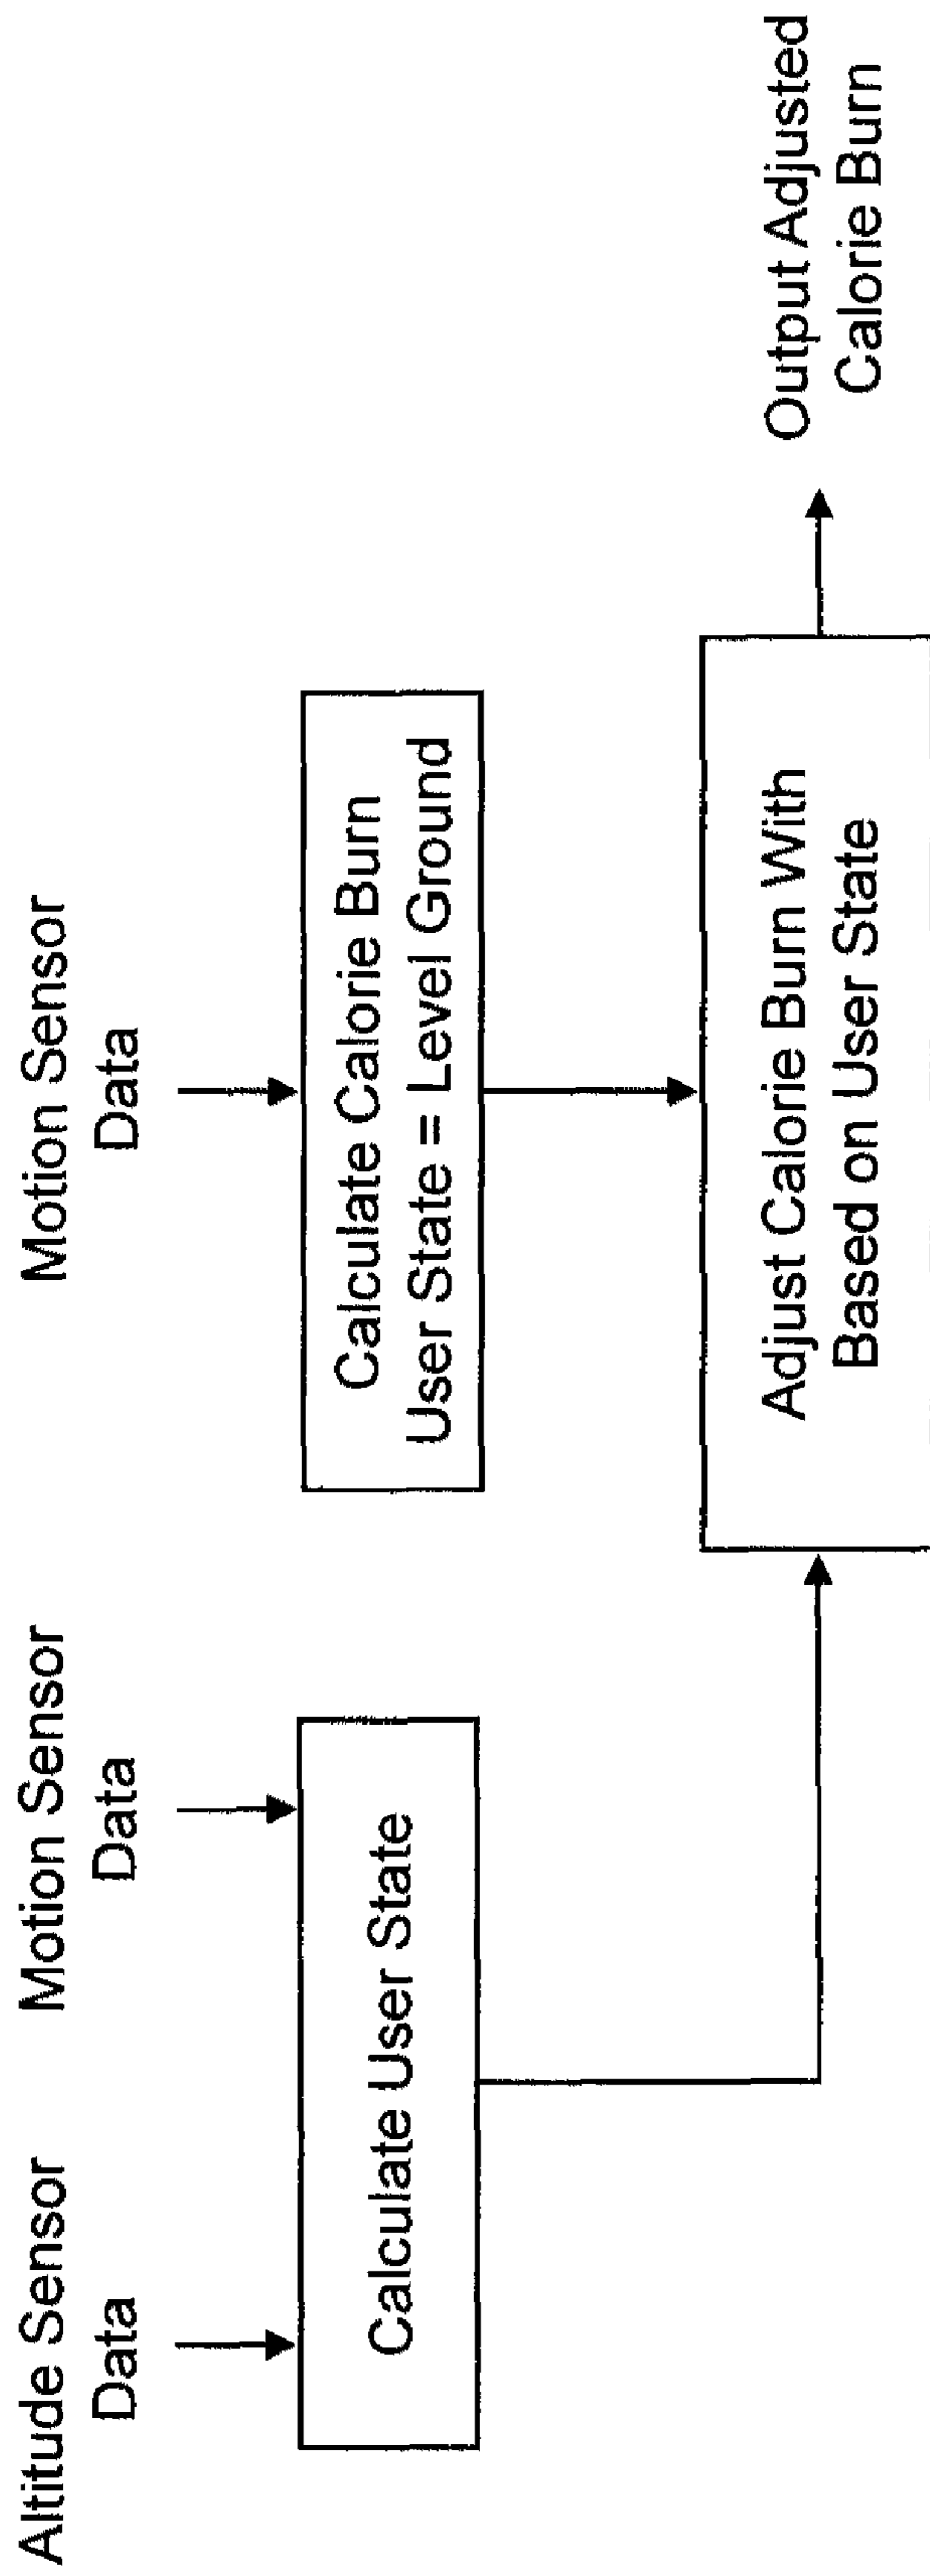 Altitude Sensor
Data
Motion Sensor
Data
Motion Sensor
Data
Calculate User State
Calculate Calorie Burn
User State = Level Ground
Adjust Calorie Burn With
Based on User State
Output Adjusted
Calorie Burn